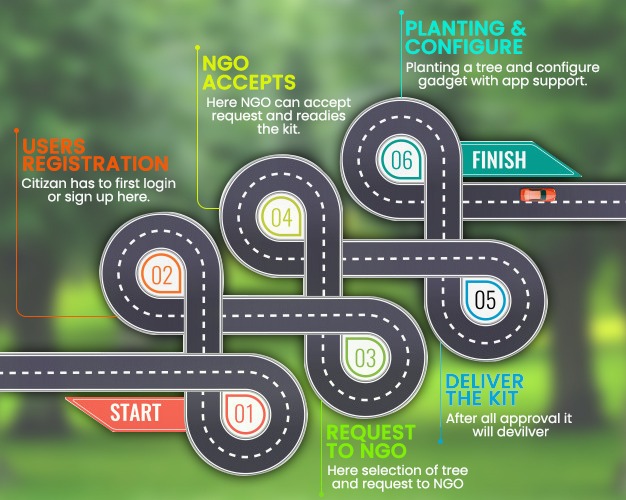 PLANTING &
CONFIGURE
Planting a tree and configure
gadget with app support.
NGO
ACCEPTS
Here NGO can accept
request and readies
the kit.
USERS
REGISTRATION
Citizan has to first login
or sign up here.
06
FINISH
04
02
05
03
START
01
DELIVER
THE KIT
After all approval it
will devilver
REQUEST
TO NGO
Here selection of tree
and request to NGO